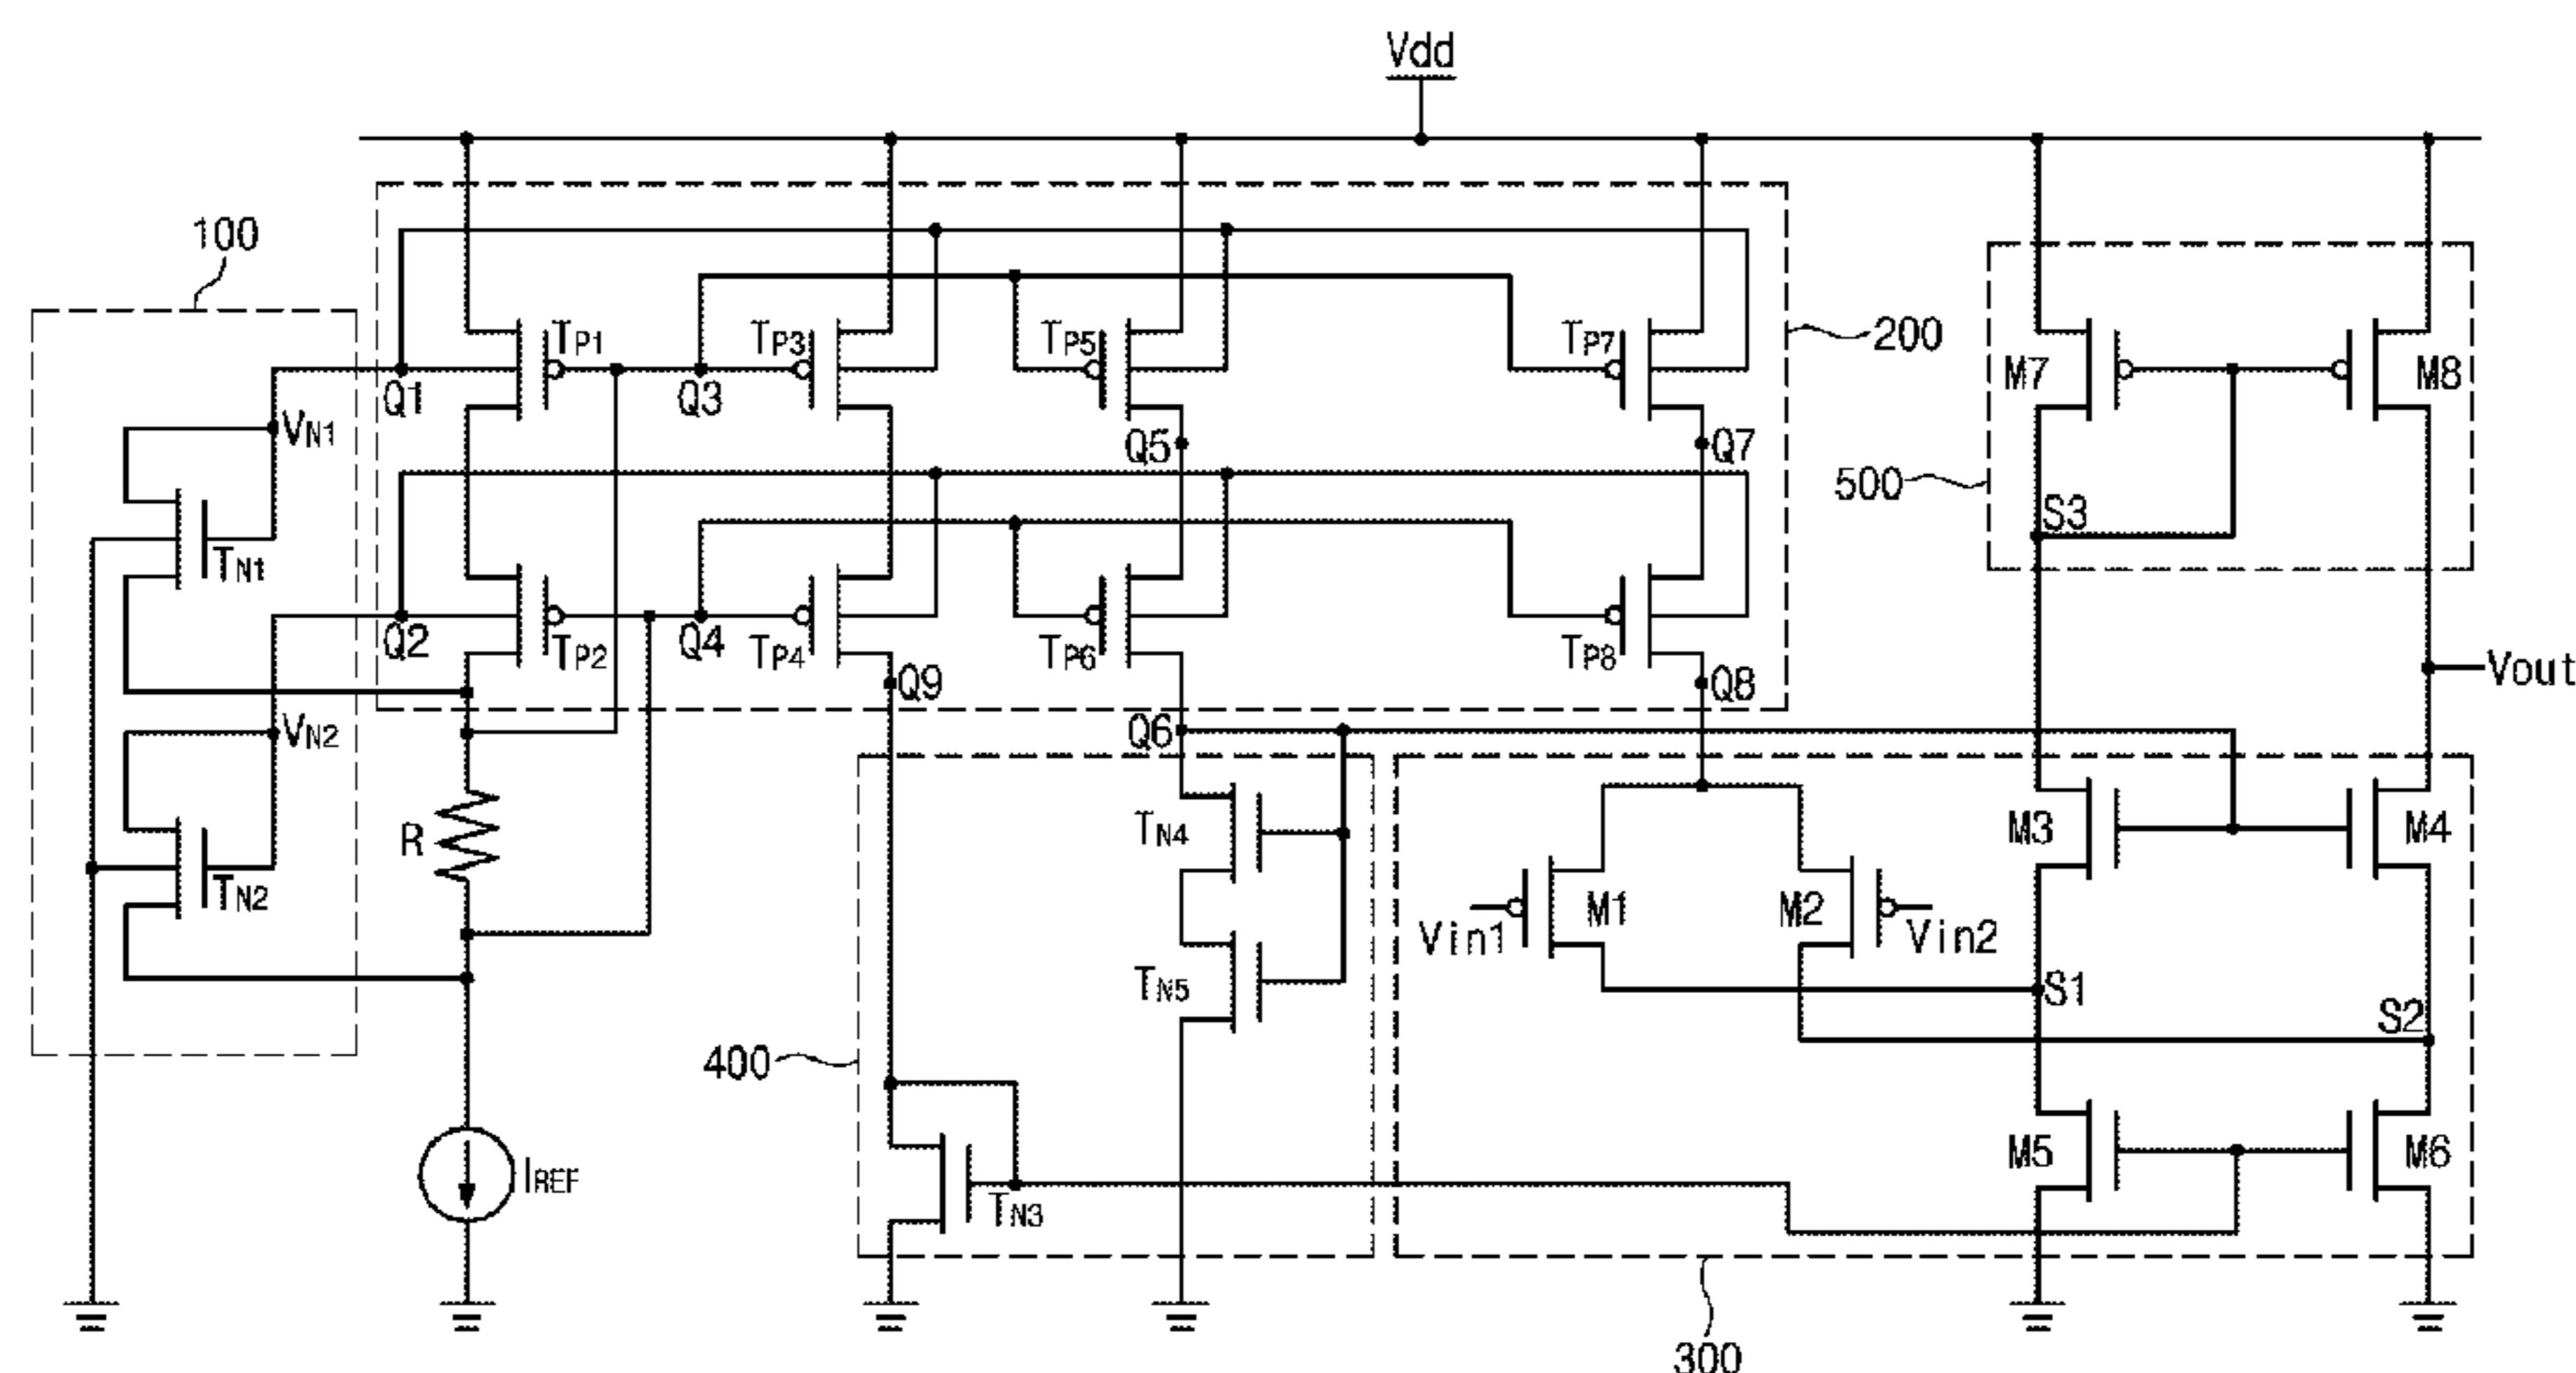 Vdd
100
TP1
TP3
TP5
TP7
200
M7
M8
Q1
Q3
VN1
Q5
Q7
500
S3
TN1
Q2
TP2
Q4
TP4
TP6
TP8
Q9
Q8
Vout
VN2
Q6
R
TN4
M3
M4
TN2
M1
M2
Vin1
Vin2
TN5
S1
S2
400
M5
M6
IREF
TN3
300